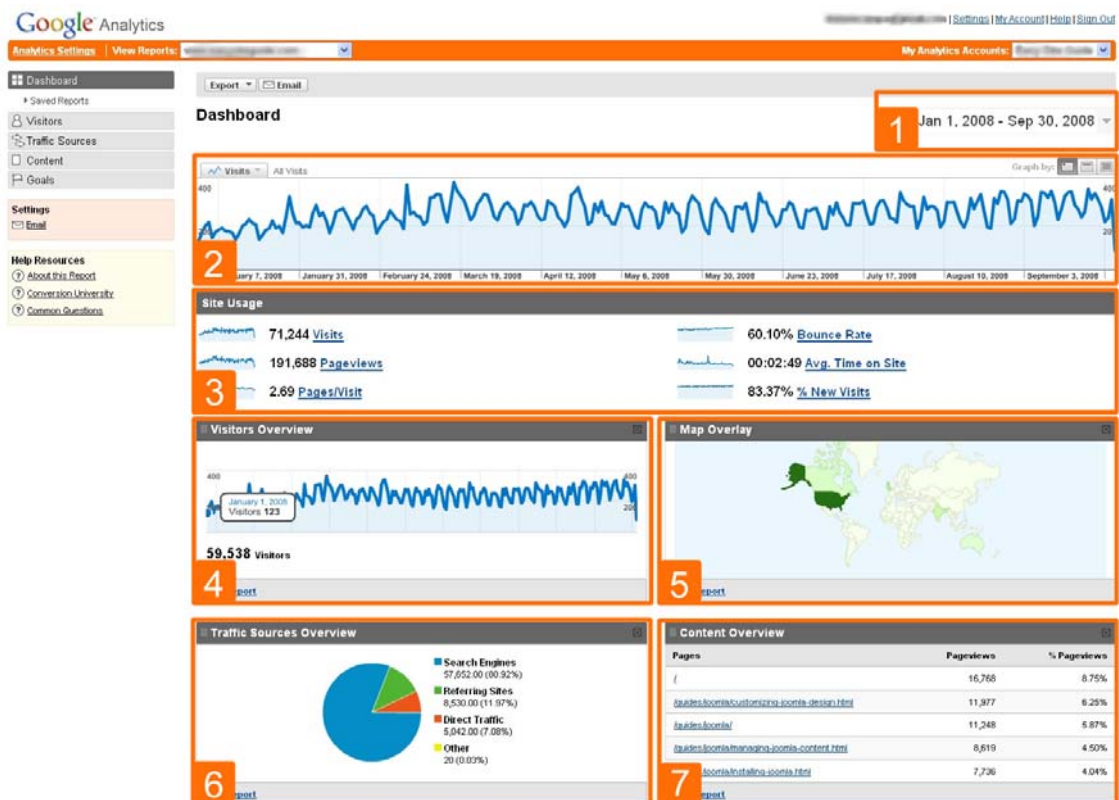 Google Analytics
Settings | My Account | Help | Sign Out
Analytics Settings | View Reports:
My Analytics Accounts:
Dashboard
Saved Reports
Visitors
Traffic Sources
Content
Goals
Settings
Email
Help Resources
About this Report
Conversion University
Common Questions
Export
Email
Dashboard
1
Jan 1, 2008 - Sep 30, 2008
Visits
All Visits
Graph by:
400
400
2
January 31, 2008 | February 24, 2008 | March 19, 2008 | April 12, 2008 | May 6, 2008 | May 30, 2008 | June 23, 2008 | July 17, 2008 | August 10, 2008 | September 3, 2008
Site Usage
71,244 Visits
60.10% Bounce Rate
191,688 Pageviews
00:02:49 Avg. Time on Site
2.69 Pages/Visit
83.37% % New Visits
3
Visitors Overview
400
400
January 1, 2008
Visitors 123
59,538 Visitors
4
Map Overlay
5
Traffic Sources Overview
Search Engines
57,652.00 (80.92%)
Referring Sites
8,530.00 (11.97%)
Direct Traffic
5,042.00 (7.08%)
Other
20 (0.03%)
6
Content Overview
Pages Pageviews % Pageviews
/ 16,768 8.75%
/guides/joomla/customizing-joomla-design.html 11,977 6.25%
/guides/joomla/ 11,248 5.87%
/guides/joomla/managing-joomla-content.html 8,619 4.50%
joomla/installing-joomla.html 7,736 4.04%
7